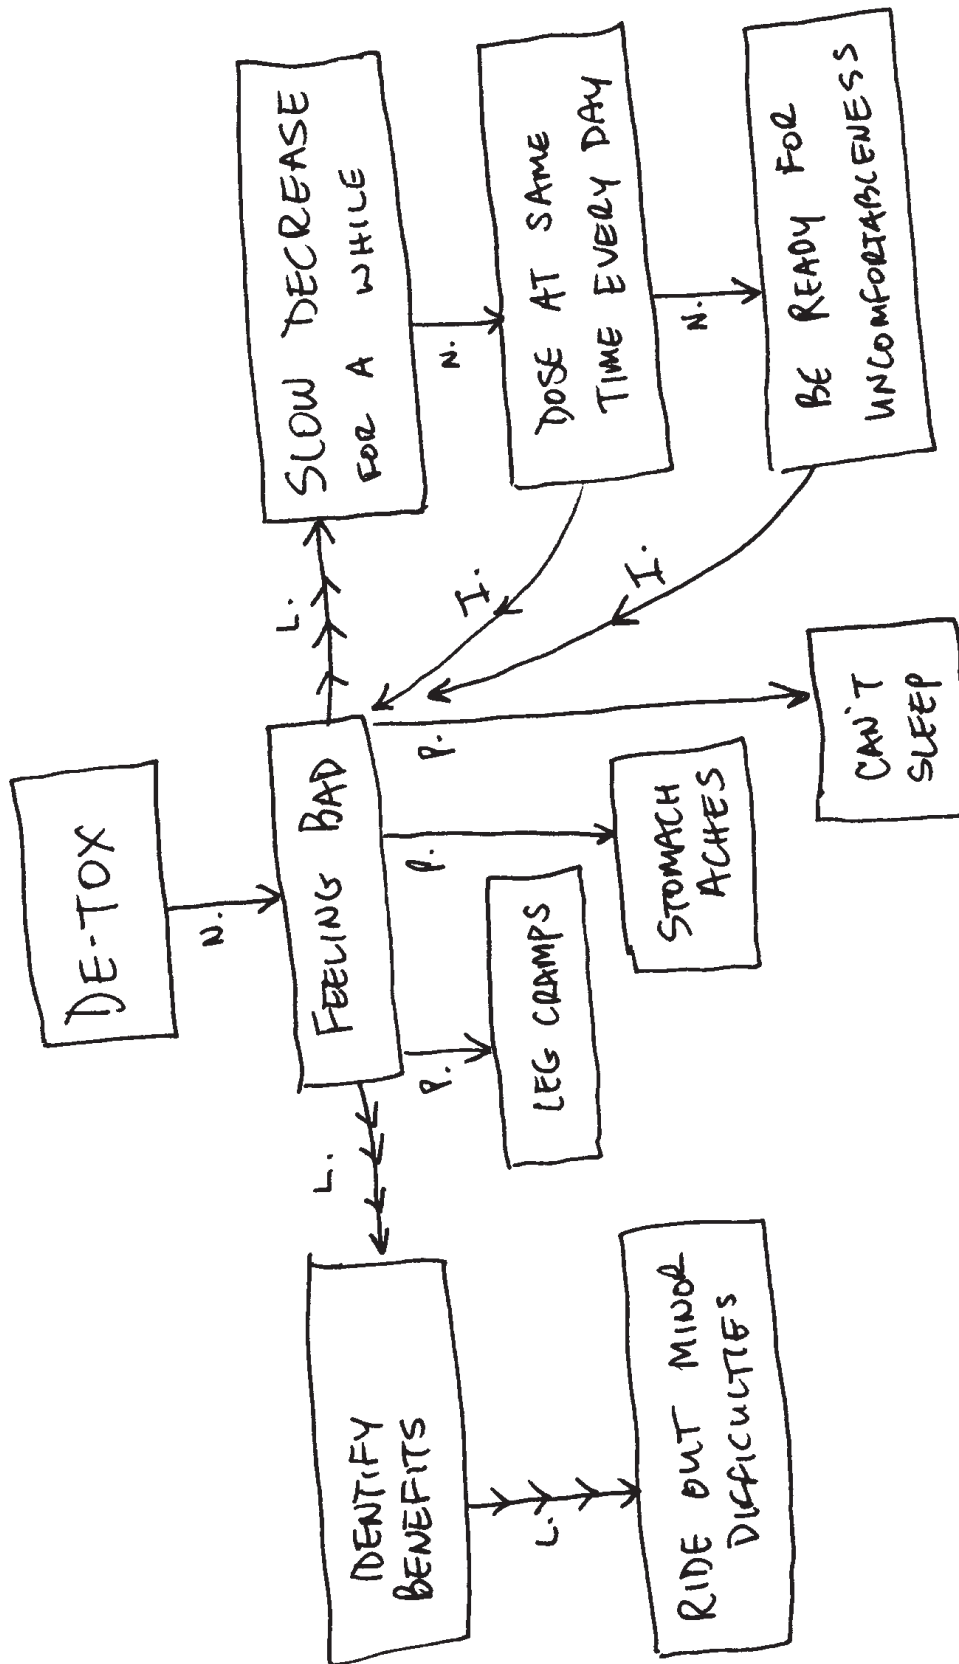 DE-TOX
N.
FEELING BAD
L.
L.
P.
P.
P.
I.
I.
IDENTIFY
BENEFITS
L.
RIDE OUT MINOR
DIFFICULTIES
LEG CRAMPS
STOMACH
ACHES
CAN'T
SLEEP
SLOW DECREASE
FOR A WHILE
N.
DOSE AT SAME
TIME EVERY DAY
N.
BE READY FOR
UNCOMFORTABLENESS